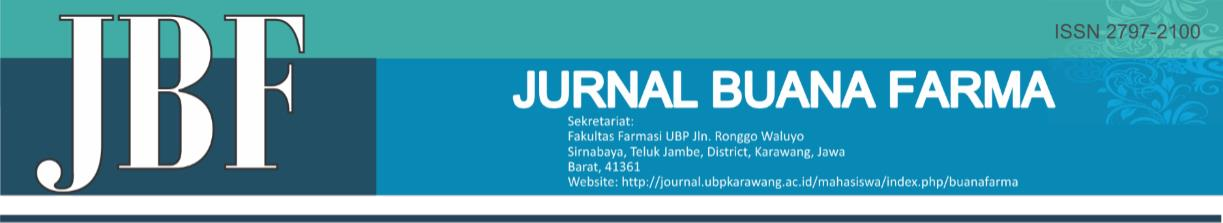 JBF
ISSN 2797-2100
JURNAL BUANA FARMA
Sekretariat:
Fakultas Farmasi UBP Jln. Ronggo Waluyo
Sirnabaya, Teluk Jambe, District, Karawang, Jawa
Barat, 41361
Website: http://journal.ubpkarawang.ac.id/mahasiswa/index.php/buanafarma